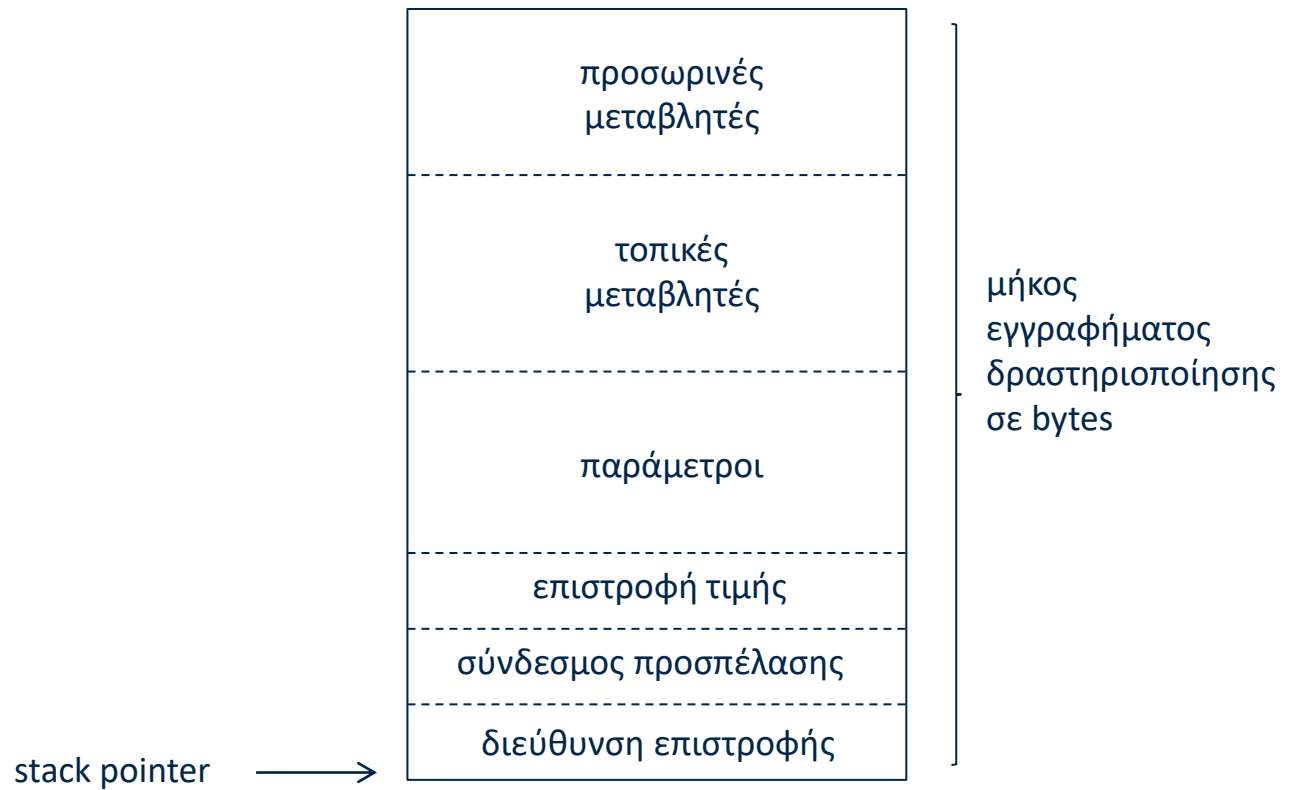 προσωρινές
μεταβλητές
τοπικές
μεταβλητές
μήκος
εγγραφήματος
δραστηριοποίησης
σε bytes
παράμετροι
επιστροφή τιμής
σύνδεσμος προσπέλασης
διεύθυνση επιστροφής
stack pointer